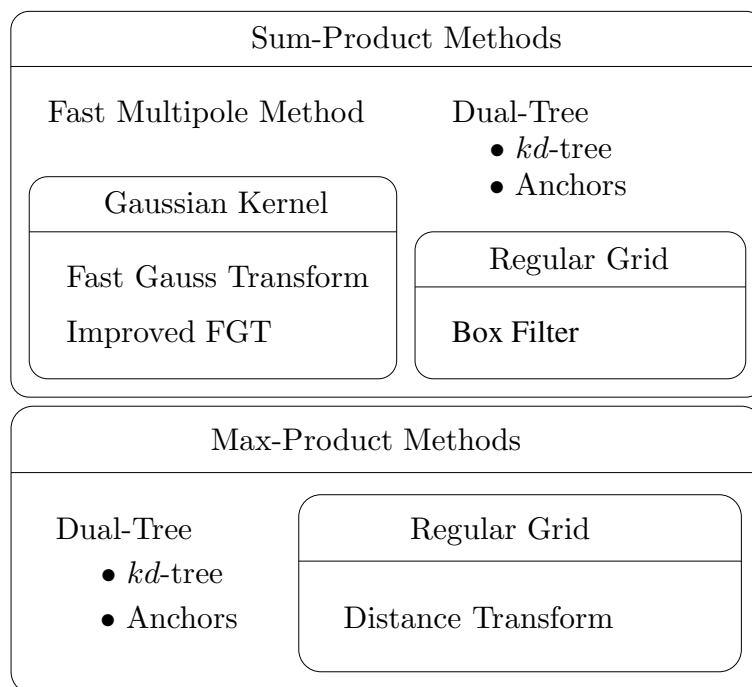 Sum-Product Methods
Fast Multipole Method
Gaussian Kernel
Fast Gauss Transform
Improved FGT
Dual-Tree
• kd-tree
• Anchors
Regular Grid
Box Filter
Max-Product Methods
Dual-Tree
• kd-tree
• Anchors
Regular Grid
Distance Transform